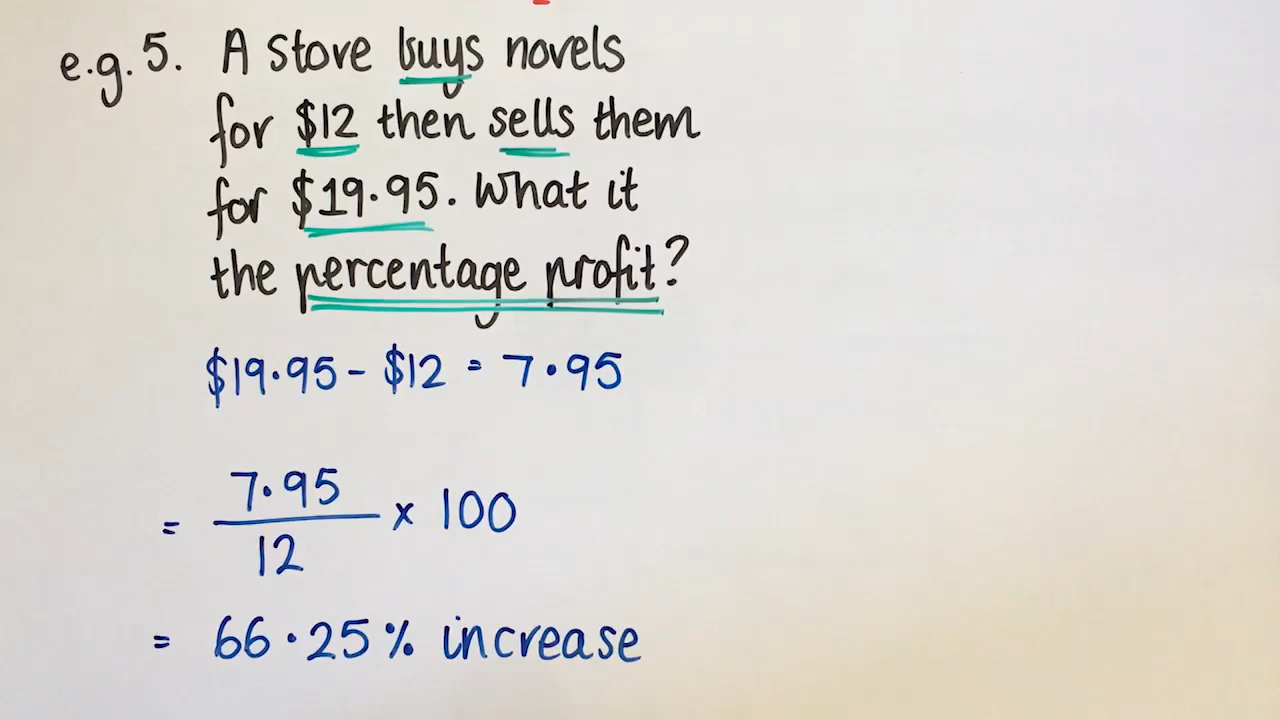 e.g. 5. A store buys novels
for $12 then sells them
for $19.95. What it
the percentage profit?
$19.95 - $12 = 7.95
= 7.95
12 × 100
= 66.25% increase